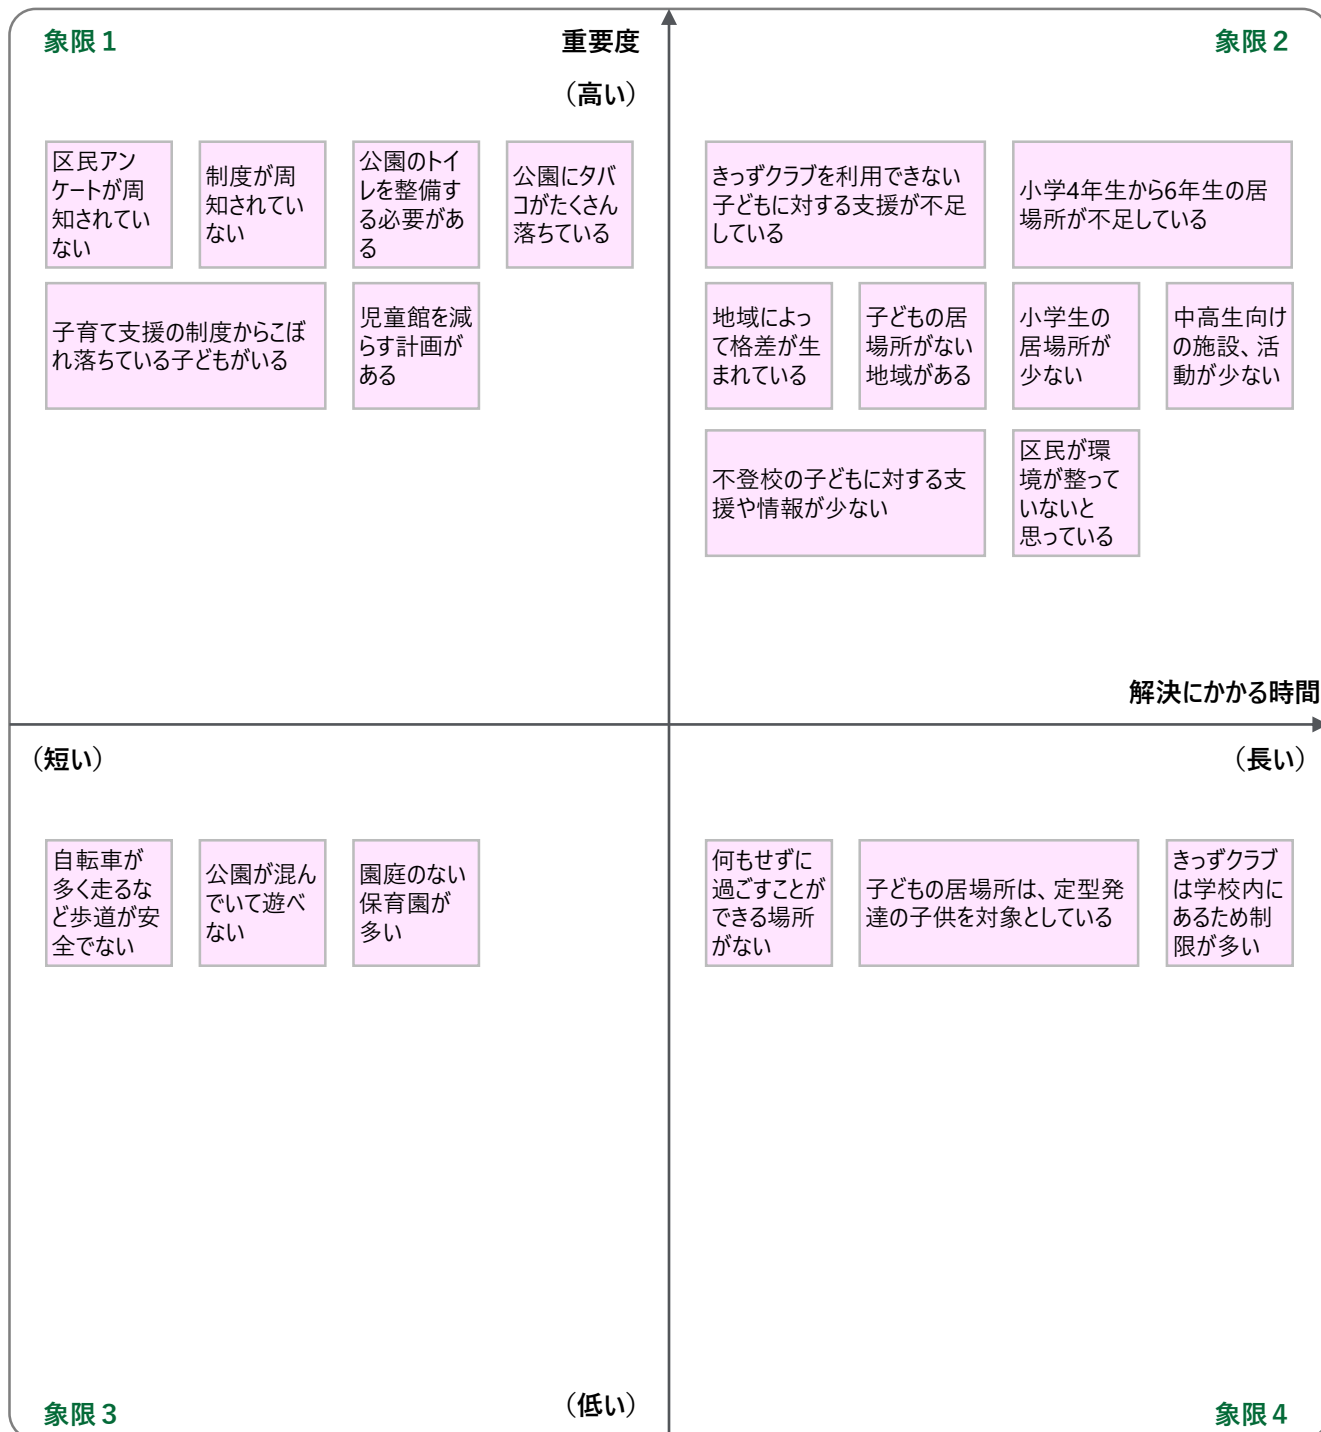 象限1
重要度
象限2
（高い）
区民アン
ケートが周
知されてい
ない
制度が周
知されてい
ない
公園のトイ
レを整備す
る必要があ
る
公園にタバ
コがたくさん
落ちている
子育て支援の制度からこぼ
れ落ちている子どもがいる
児童館を減
らす計画が
ある
きっずクラブを利用できない
子どもに対する支援が不足
している
小学4年生から6年生の居
場所が不足している
地域によっ
て格差が生
まれている
子どもの居
場所がない
地域がある
小学生の
居場所が
少ない
中高生向け
の施設、活
動が少ない
不登校の子どもに対する支
援や情報が少ない
区民が環
境が整って
いないと
思っている
解決にかかる時間
（短い）
（長い）
自転車が
多く走るな
ど歩道が安
全でない
公園が混ん
でいて遊べ
ない
園庭のない
保育園が
多い
何もせずに
過ごすことが
できる場所
がない
子どもの居場所は、定型発
達の子供を対象としている
きっずクラブ
は学校内に
あるため制
限が多い
（低い）
象限3
象限4